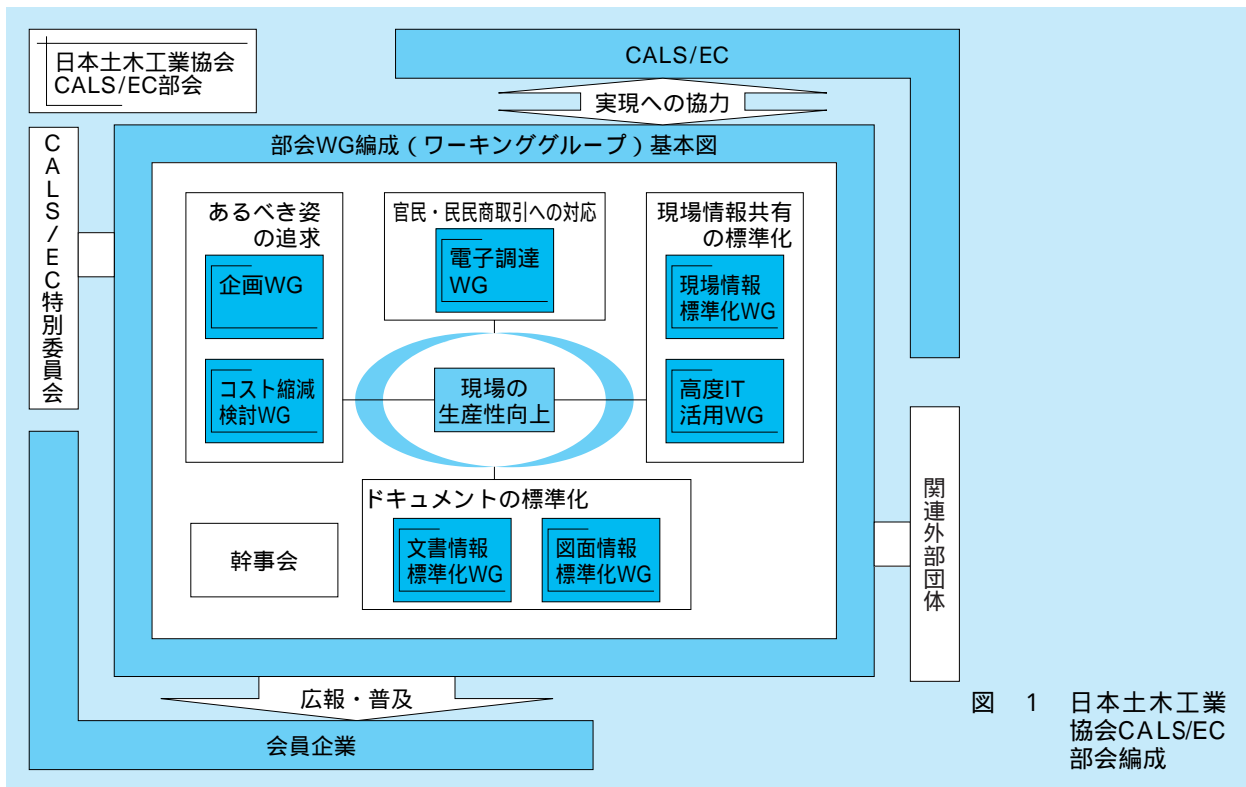 日本土木工業協会
CALS/EC部会
CALS/EC
実現への協力
CALS/EC特別委員会
部会WG編成（ワーキンググループ）基本図
あるべき姿
の追求
企画WG
コスト縮減
検討WG
官民・民民商取引への対応
電子調達
WG
現場情報共有
の標準化
現場情報
標準化WG
高度IT
活用WG
現場の
生産性向上
ドキュメントの標準化
文書情報
標準化WG
図面情報
標準化WG
幹事会
関連外部団体
広報・普及
会員企業
図 1 日本土木工業
協会CALS/EC
部会編成